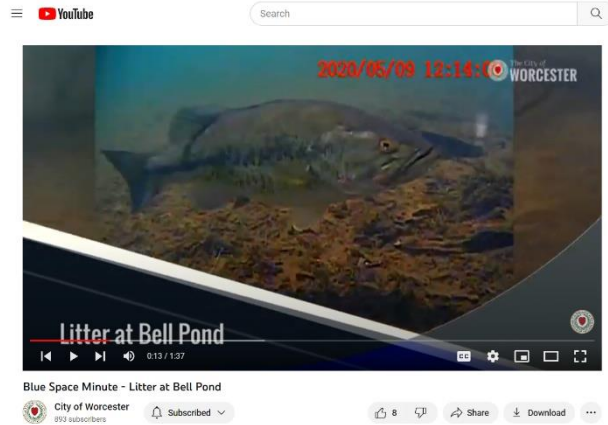 YouTube
Search
2020/05/09 12:14:
The City of
WORCESTER
Litter at Bell Pond
0:13 / 1:37
CC
Blue Space Minute - Litter at Bell Pond
City of Worcester
893 subscribers
Subscribed
8
Share
Download